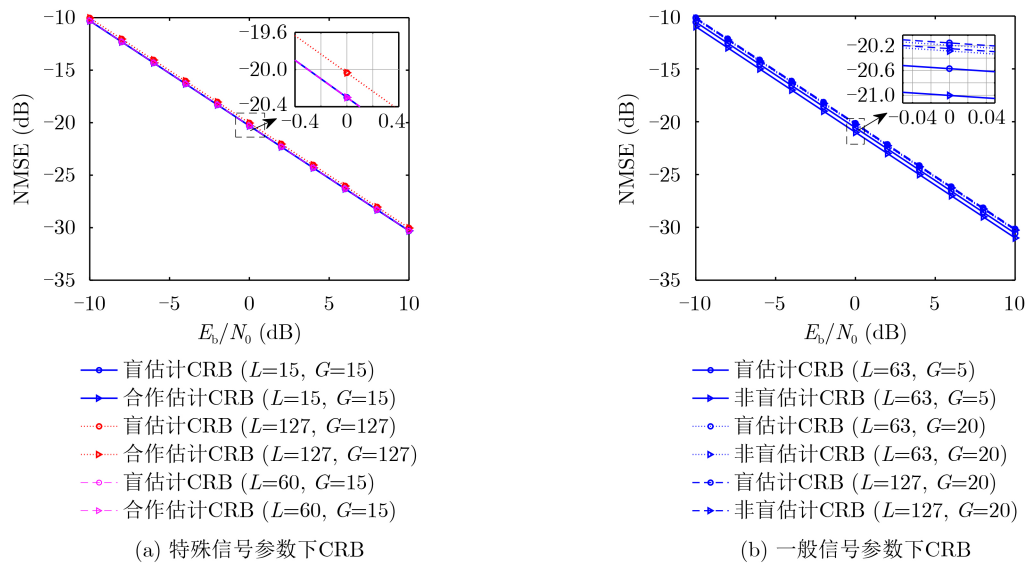 −10
−15
−20
−25
−30
−35
NMSE (dB)
−10
−5
0
5
10
E_b/N_0 (dB)
−19.6
−20.0
−20.4
−0.4
0
0.4
盲估计CRB (L=15, G=15)
合作估计CRB (L=15, G=15)
盲估计CRB (L=127, G=127)
合作估计CRB (L=127, G=127)
盲估计CRB (L=60, G=15)
合作估计CRB (L=60, G=15)
(a) 特殊信号参数下CRB
−10
−15
−20
−25
−30
−35
NMSE (dB)
−10
−5
0
5
10
E_b/N_0 (dB)
−20.2
−20.6
−21.0
−0.04
0
0.04
盲估计CRB (L=63, G=5)
非盲估计CRB (L=63, G=5)
盲估计CRB (L=63, G=20)
非盲估计CRB (L=63, G=20)
盲估计CRB (L=127, G=20)
非盲估计CRB (L=127, G=20)
(b) 一般信号参数下CRB